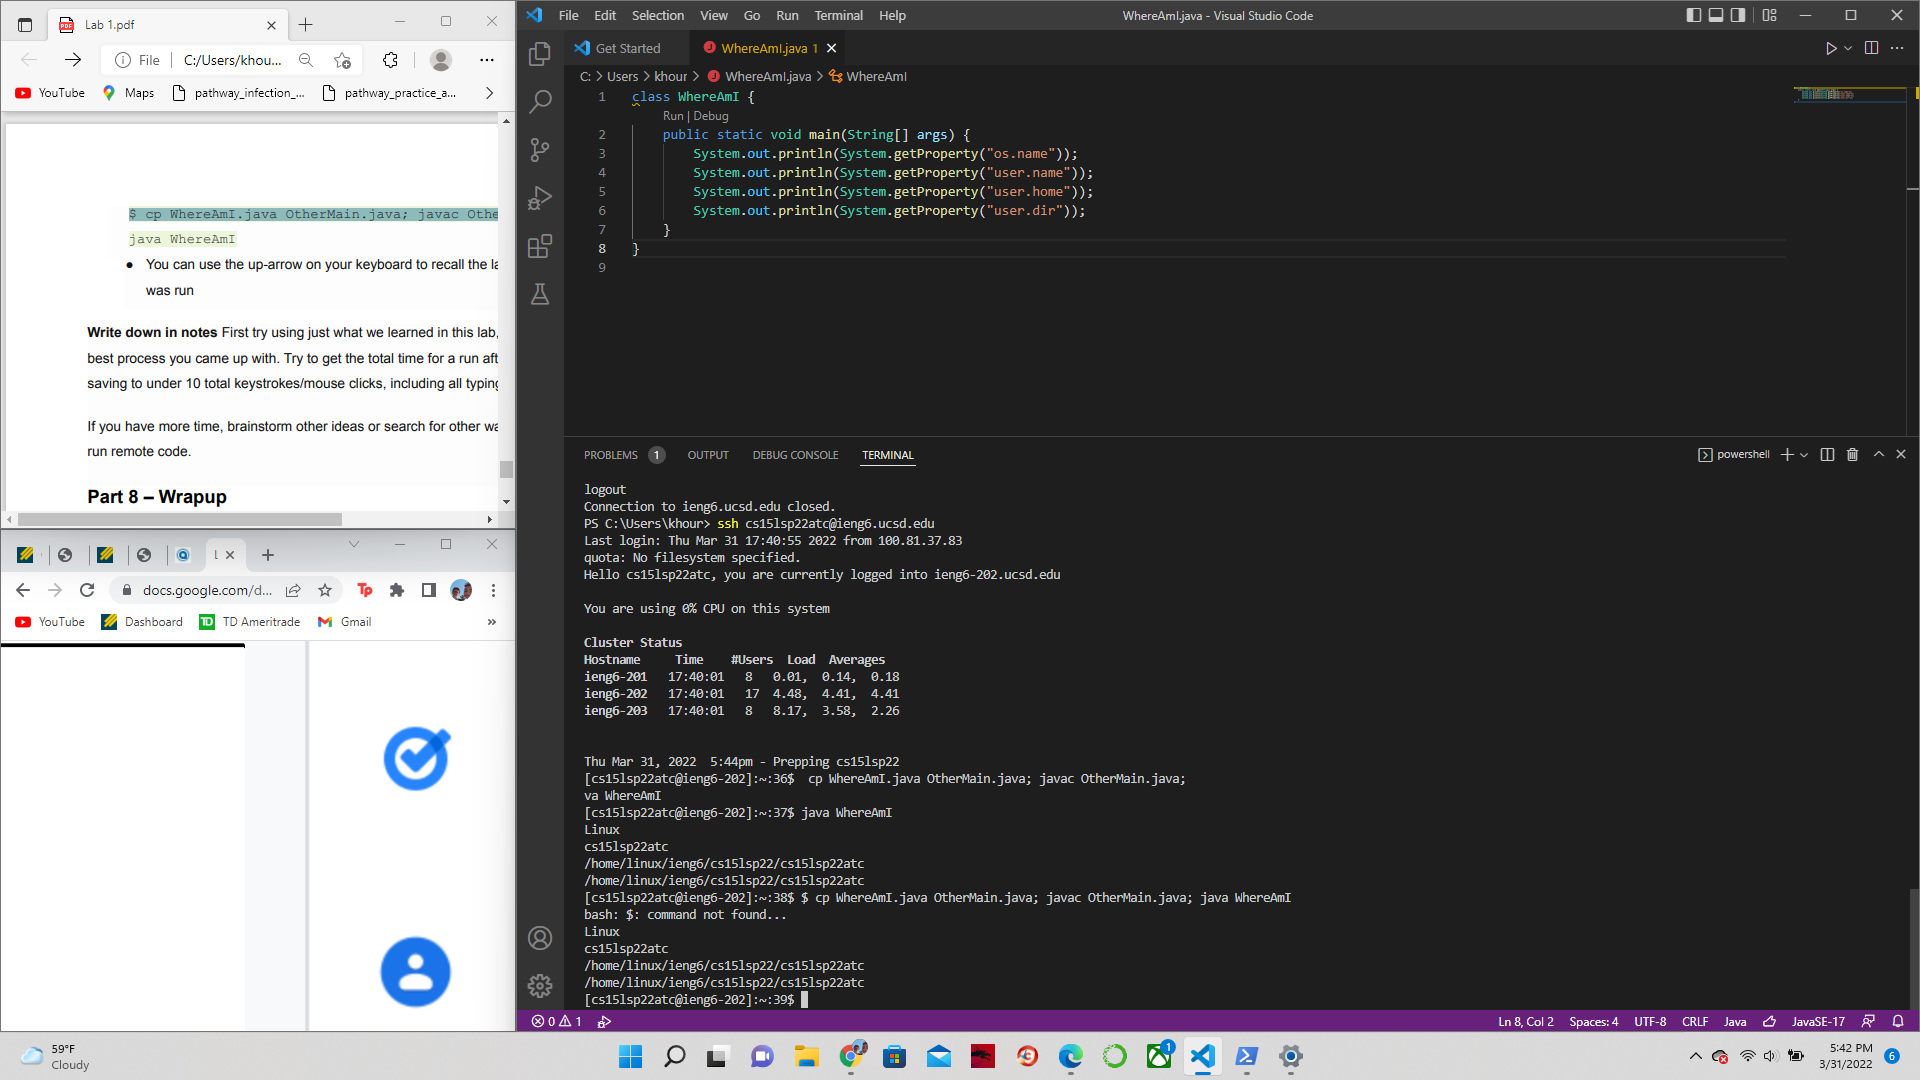 Lab 1.pdf
File
C:/Users/khou...
YouTube
Maps
pathway_infection_...
pathway_practice_a...
$ cp WhereAmI.java OtherMain.java; javac Othe
java WhereAmI
● You can use the up-arrow on your keyboard to recall the la
was run
Write down in notes First try using just what we learned in this lab,
best process you came up with. Try to get the total time for a run aft
saving to under 10 total keystrokes/mouse clicks, including all typing
If you have more time, brainstorm other ideas or search for other wa
run remote code.
Part 8 – Wrapup
docs.google.com/d...
YouTube
Dashboard
TD Ameritrade
Gmail
»
File Edit Selection View Go Run Terminal Help
WhereAmI.java - Visual Studio Code
Get Started
WhereAmI.java 1
C: > Users > khour > WhereAmI.java > WhereAmI
1 class WhereAmI {
Run | Debug
2 public static void main(String[] args) {
3 System.out.println(System.getProperty("os.name"));
4 System.out.println(System.getProperty("user.name"));
5 System.out.println(System.getProperty("user.home"));
6 System.out.println(System.getProperty("user.dir"));
7 }
8 }
9
PROBLEMS 1 OUTPUT DEBUG CONSOLE TERMINAL
powershell
logout
Connection to ieng6.ucsd.edu closed.
PS C:\Users\khour> ssh cs15lsp22atc@ieng6.ucsd.edu
Last login: Thu Mar 31 17:40:55 2022 from 100.81.37.83
quota: No filesystem specified.
Hello cs15lsp22atc, you are currently logged into ieng6-202.ucsd.edu
You are using 0% CPU on this system
Cluster Status
Hostname Time #Users Load Averages
ieng6-201 17:40:01 8 0.01, 0.14, 0.18
ieng6-202 17:40:01 17 4.48, 4.41, 4.41
ieng6-203 17:40:01 8 8.17, 3.58, 2.26
Thu Mar 31, 2022 5:44pm - Prepping cs15lsp22
[cs15lsp22atc@ieng6-202]:~:36$ cp WhereAmI.java OtherMain.java; javac OtherMain.java;
va WhereAmI
[cs15lsp22atc@ieng6-202]:~:37$ java WhereAmI
Linux
cs15lsp22atc
/home/linux/ieng6/cs15lsp22/cs15lsp22atc
/home/linux/ieng6/cs15lsp22/cs15lsp22atc
[cs15lsp22atc@ieng6-202]:~:38$ $ cp WhereAmI.java OtherMain.java; javac OtherMain.java; java WhereAmI
bash: $: command not found...
Linux
cs15lsp22atc
/home/linux/ieng6/cs15lsp22/cs15lsp22atc
/home/linux/ieng6/cs15lsp22/cs15lsp22atc
[cs15lsp22atc@ieng6-202]:~:39$
0 1
Ln 8, Col 2 Spaces: 4 UTF-8 CRLF Java JavaSE-17
59°F
Cloudy
1
5:42 PM
3/31/2022
6